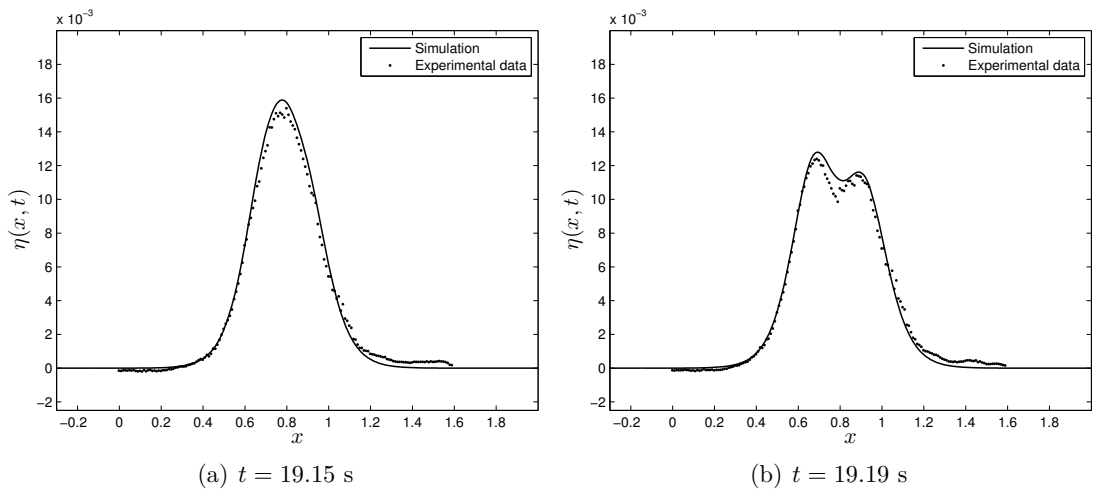 x 10⁻³
18
16
14
12
10
8
6
4
2
0
−2
η(x, t)
−0.2 0 0.2 0.4 0.6 0.8 1 1.2 1.4 1.6 1.8
x
Simulation
Experimental data
(a) t = 19.15 s
x 10⁻³
18
16
14
12
10
8
6
4
2
0
−2
η(x, t)
−0.2 0 0.2 0.4 0.6 0.8 1 1.2 1.4 1.6 1.8
x
Simulation
Experimental data
(b) t = 19.19 s